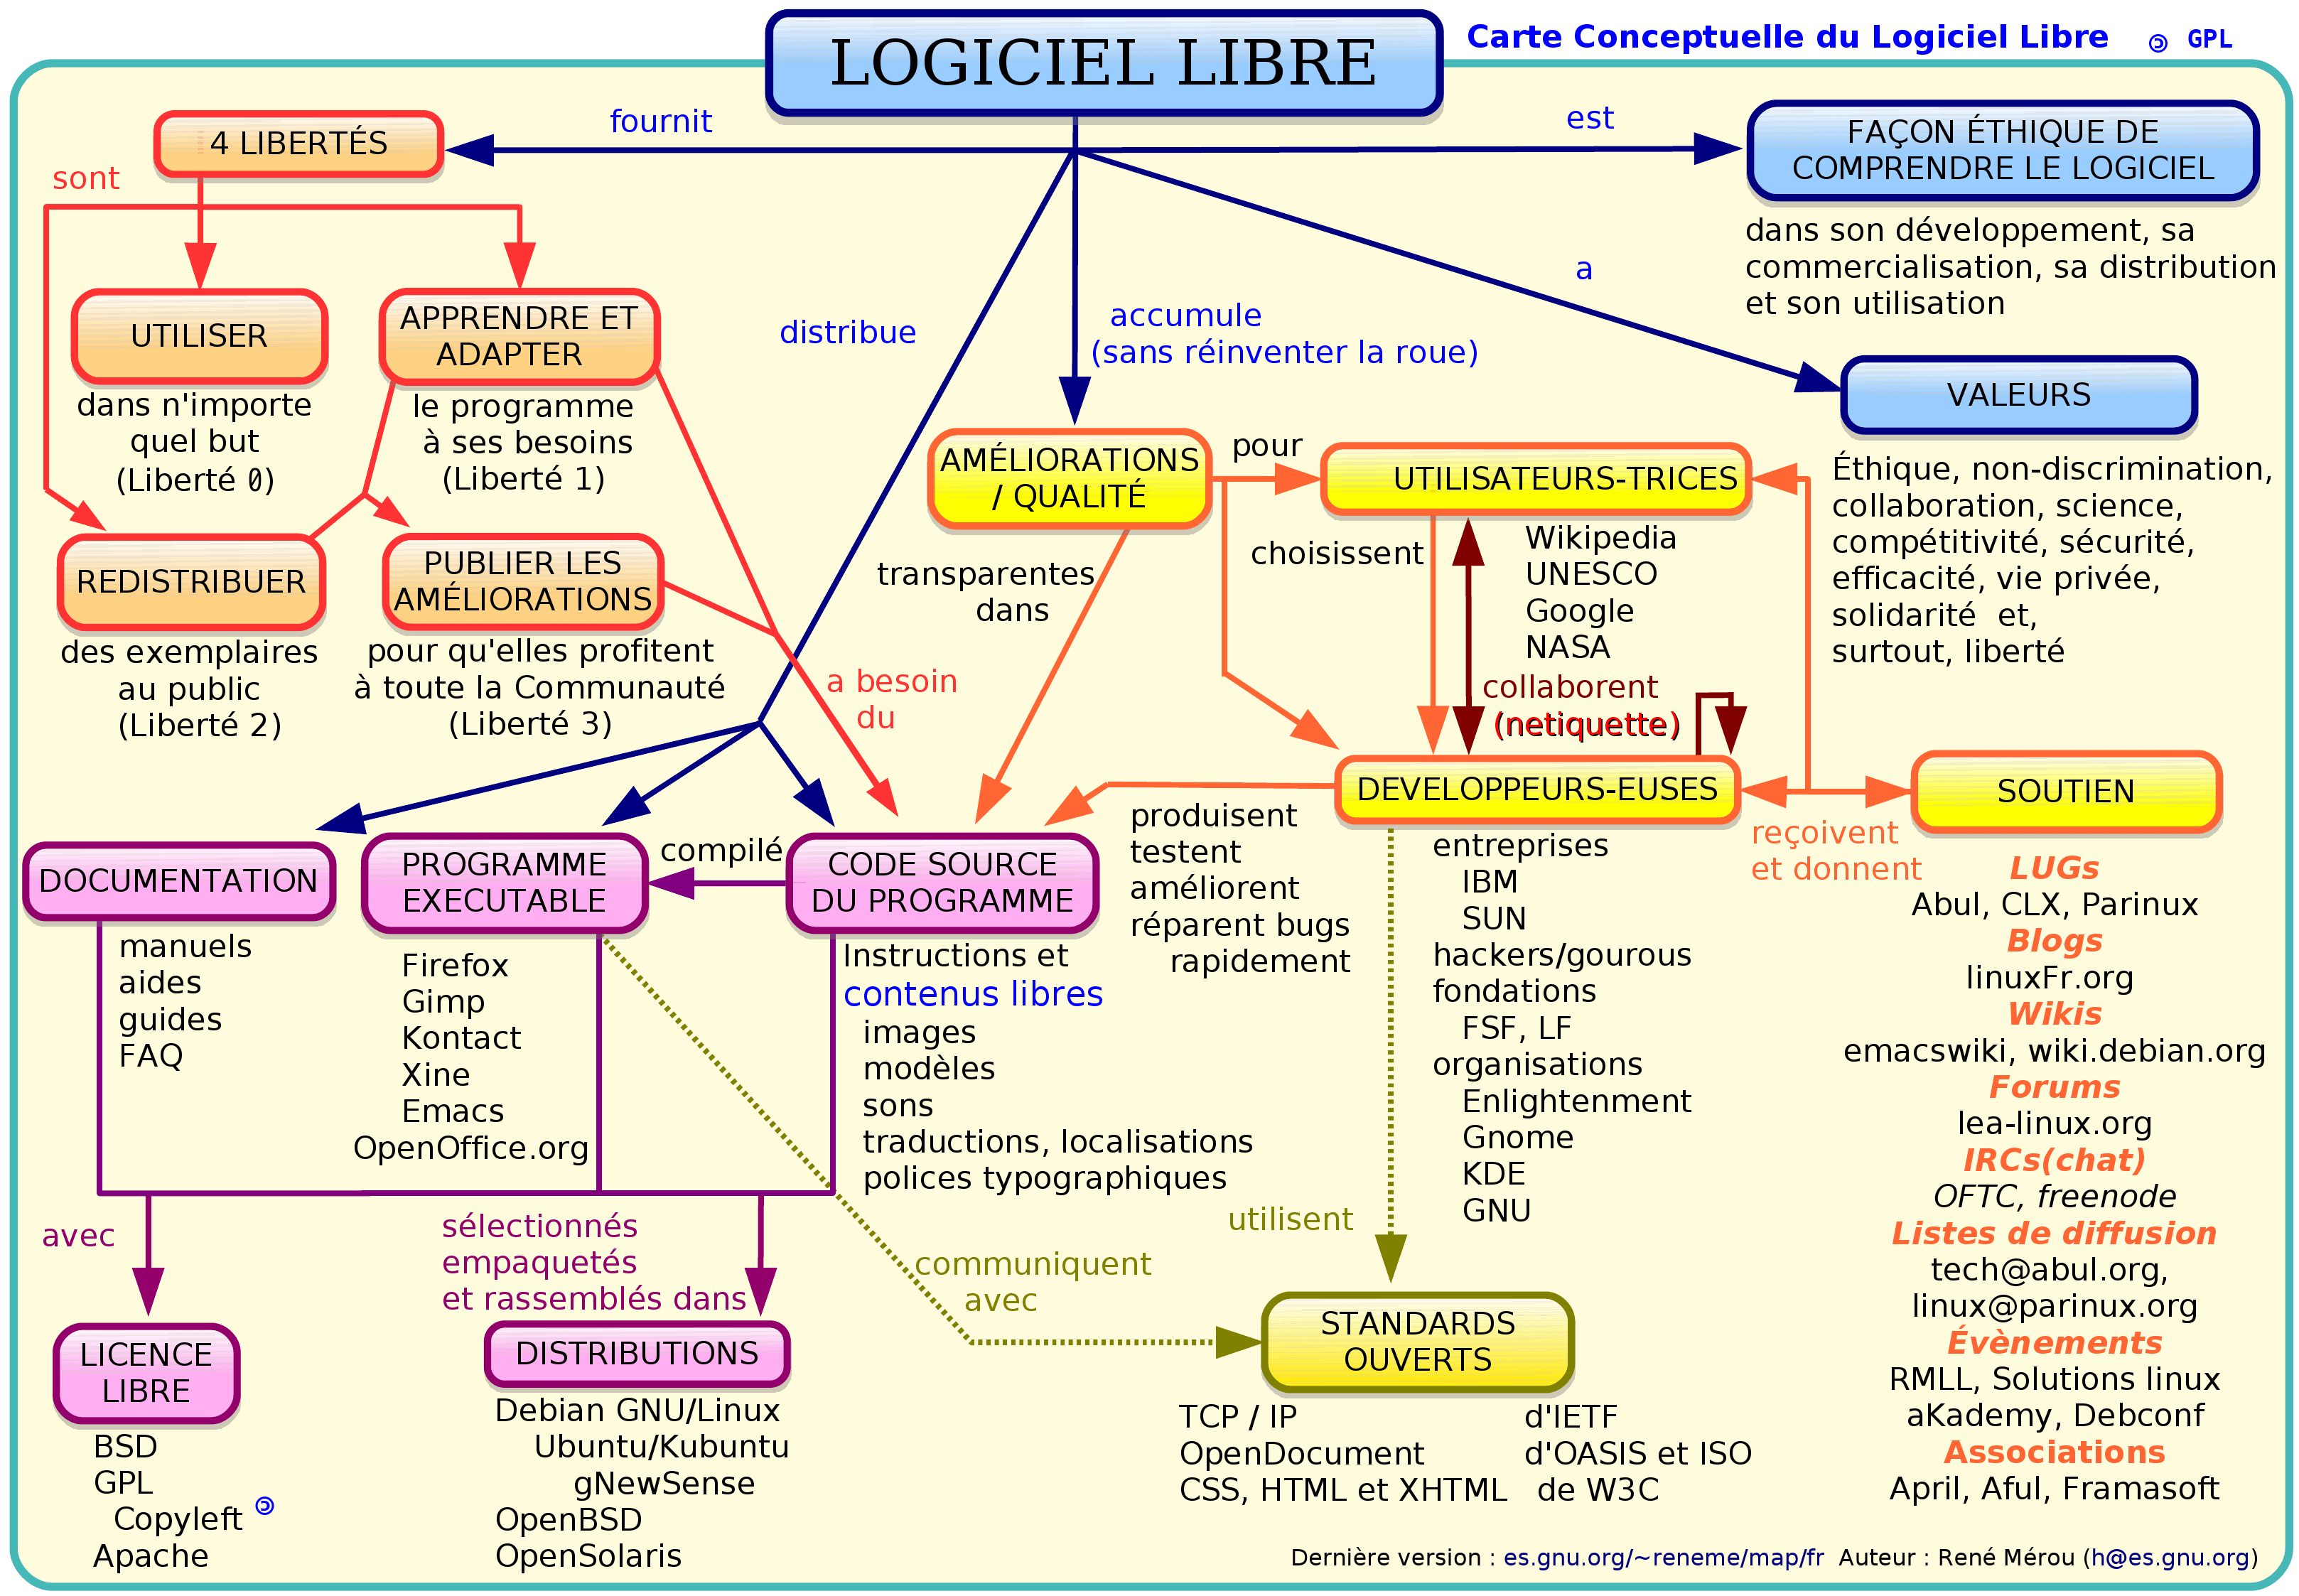 LOGICIEL LIBRE
Carte Conceptuelle du Logiciel Libre GPL
fournit
est
4 LIBERTÉS
sont
FAÇON ÉTHIQUE DE
COMPRENDRE LE LOGICIEL
dans son développement, sa
commercialisation, sa distribution
et son utilisation
a
distribue
accumule
(sans réinventer la roue)
UTILISER
dans n'importe
quel but
(Liberté 0)
APPRENDRE ET
ADAPTER
le programme
à ses besoins
(Liberté 1)
VALEURS
Éthique, non-discrimination,
collaboration, science,
compétitivité, sécurité,
efficacité, vie privée,
solidarité et,
surtout, liberté
AMÉLIORATIONS
/ QUALITÉ
pour
UTILISATEURS-TRICES
choisissent
Wikipedia
UNESCO
Google
NASA
collaborent
(netiquette)
transparentes
dans
REDISTRIBUER
des exemplaires
au public
(Liberté 2)
PUBLIER LES
AMÉLIORATIONS
pour qu'elles profitent
à toute la Communauté
(Liberté 3)
a besoin
du
DEVELOPPEURS-EUSES
produisent
testent
améliorent
réparent bugs
rapidement
entreprises
IBM
SUN
hackers/gourous
fondations
FSF, LF
organisations
Enlightenment
Gnome
KDE
GNU
reçoivent
et donnent
SOUTIEN
LUGs
Abul, CLX, Parinux
Blogs
linuxFr.org
Wikis
emacswiki, wiki.debian.org
Forums
lea-linux.org
IRCs(chat)
OFTC, freenode
Listes de diffusion
tech@abul.org,
linux@parinux.org
Évènements
RMLL, Solutions linux
aKademy, Debconf
Associations
April, Aful, Framasoft
DOCUMENTATION
manuels
aides
guides
FAQ
PROGRAMME
EXECUTABLE
Firefox
Gimp
Kontact
Xine
Emacs
OpenOffice.org
compilé
CODE SOURCE
DU PROGRAMME
Instructions et
contenus libres
images
modèles
sons
traductions, localisations
polices typographiques
avec
sélectionnés
empaquetés
et rassemblés dans
communiquent
avec
utilisent
LICENCE
LIBRE
BSD
GPL
Copyleft
Apache
DISTRIBUTIONS
Debian GNU/Linux
Ubuntu/Kubuntu
gNewSense
OpenBSD
OpenSolaris
STANDARDS
OUVERTS
TCP / IP d'IETF
OpenDocument d'OASIS et ISO
CSS, HTML et XHTML de W3C
Dernière version : es.gnu.org/~reneme/map/fr Auteur : René Mérou (h@es.gnu.org)